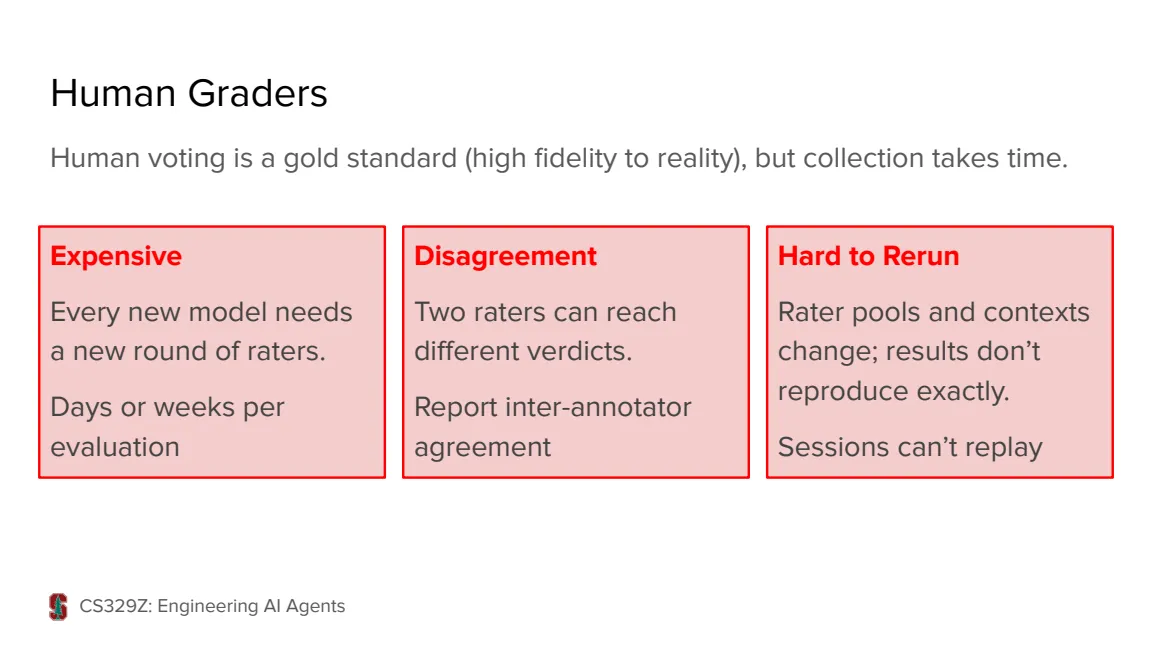 Human Graders
Human voting is a gold standard (high fidelity to reality), but collection takes time.
Expensive
Every new model needs
a new round of raters.
Days or weeks per
evaluation
Disagreement
Two raters can reach
different verdicts.
Report inter-annotator
agreement
Hard to Rerun
Rater pools and contexts
change; results don’t
reproduce exactly.
Sessions can’t replay
CS329Z: Engineering AI Agents